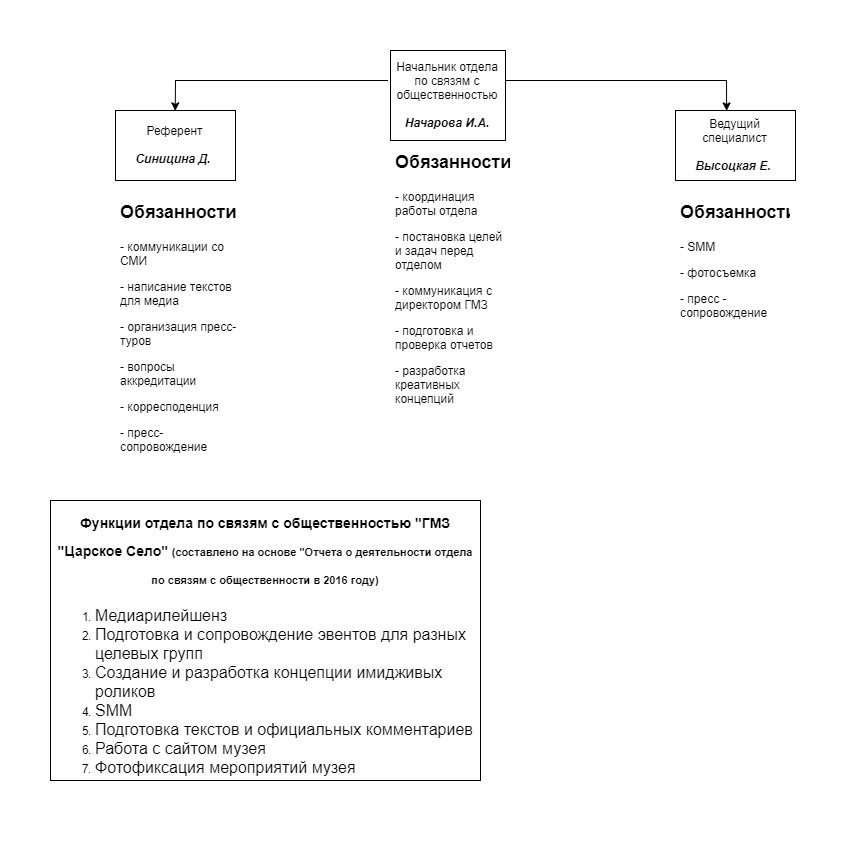 Начальник отдела
по связям с
общественностью
Начарова И.А.
Референт
Синицина Д.
Ведущий
специалист
Высоцкая Е.
Обязанности
- координация
работы отдела
- постановка целей
и задач перед
отделом
- коммуникация с
директором ГМЗ
- подготовка и
проверка отчетов
- разработка
креативных
концепций
Обязанности
- коммуникации со
СМИ
- написание текстов
для медиа
- организация пресс-
туров
- вопросы
аккредитации
- корресподенция
- пресс-
сопровождение
Обязанности
- SMM
- фотосъемка
- пресс -
сопровождение
Функции отдела по связям с общественностью "ГМЗ
"Царское Село" (составлено на основе "Отчета о деятельности отдела
по связям с общественности в 2016 году)
1. Медиарилейшенз
2. Подготовка и сопровождение эвентов для разных
целевых групп
3. Создание и разработка концепции имидживых
роликов
4. SMM
5. Подготовка текстов и официальных комментариев
6. Работа с сайтом музея
7. Фотофиксация мероприятий музея